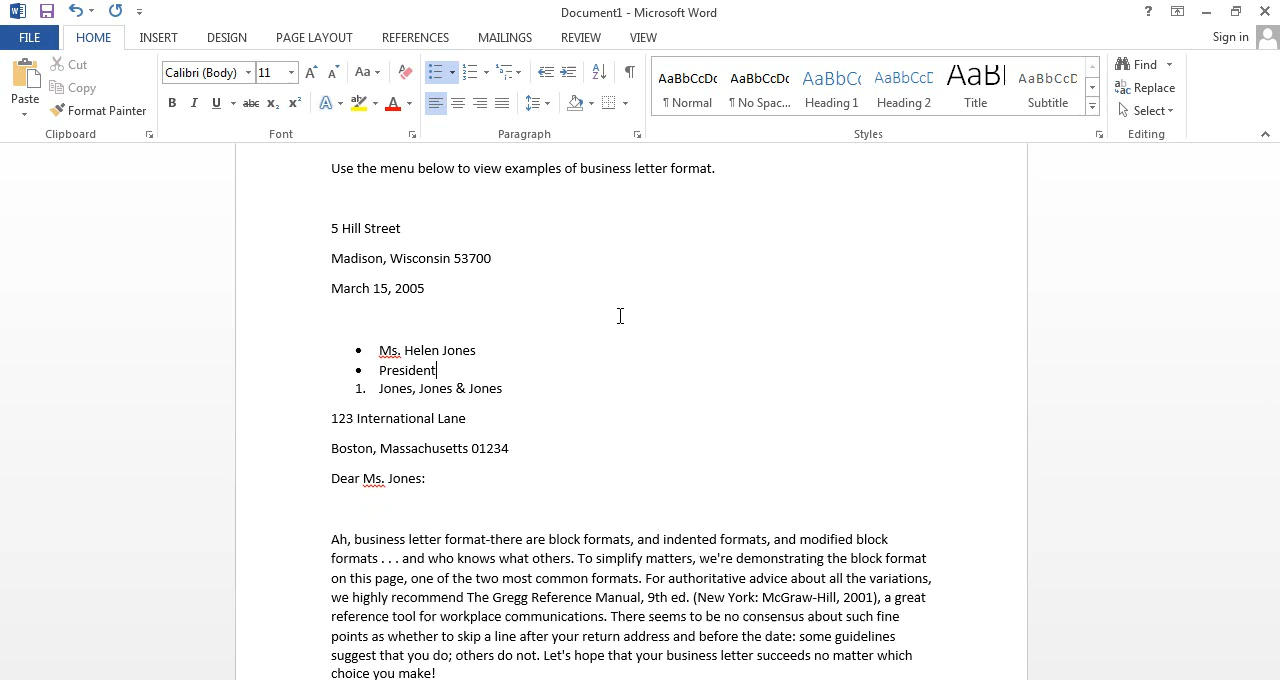 Document1 - Microsoft Word
?
FILE HOME INSERT DESIGN PAGE LAYOUT REFERENCES MAILINGS REVIEW VIEW Sign in
Paste
Cut
Copy
Format Painter
Clipboard
Calibri (Body) 11 A A Aa
B I U abc x₂ x² A ab A
Font
¶
Paragraph
AaBbCcDc AaBbCcDc AaBbCc AaBbCcD AaBl AaBbCcD
¶ Normal ¶ No Spac... Heading 1 Heading 2 Title Subtitle
Styles
Find
Replace
Select
Editing
Use the menu below to view examples of business letter format.
5 Hill Street
Madison, Wisconsin 53700
March 15, 2005
• Ms. Helen Jones
• President
1. Jones, Jones & Jones
123 International Lane
Boston, Massachusetts 01234
Dear Ms. Jones:
Ah, business letter format-there are block formats, and indented formats, and modified block
formats . . . and who knows what others. To simplify matters, we're demonstrating the block format
on this page, one of the two most common formats. For authoritative advice about all the variations,
we highly recommend The Gregg Reference Manual, 9th ed. (New York: McGraw-Hill, 2001), a great
reference tool for workplace communications. There seems to be no consensus about such fine
points as whether to skip a line after your return address and before the date: some guidelines
suggest that you do; others do not. Let's hope that your business letter succeeds no matter which
choice you make!